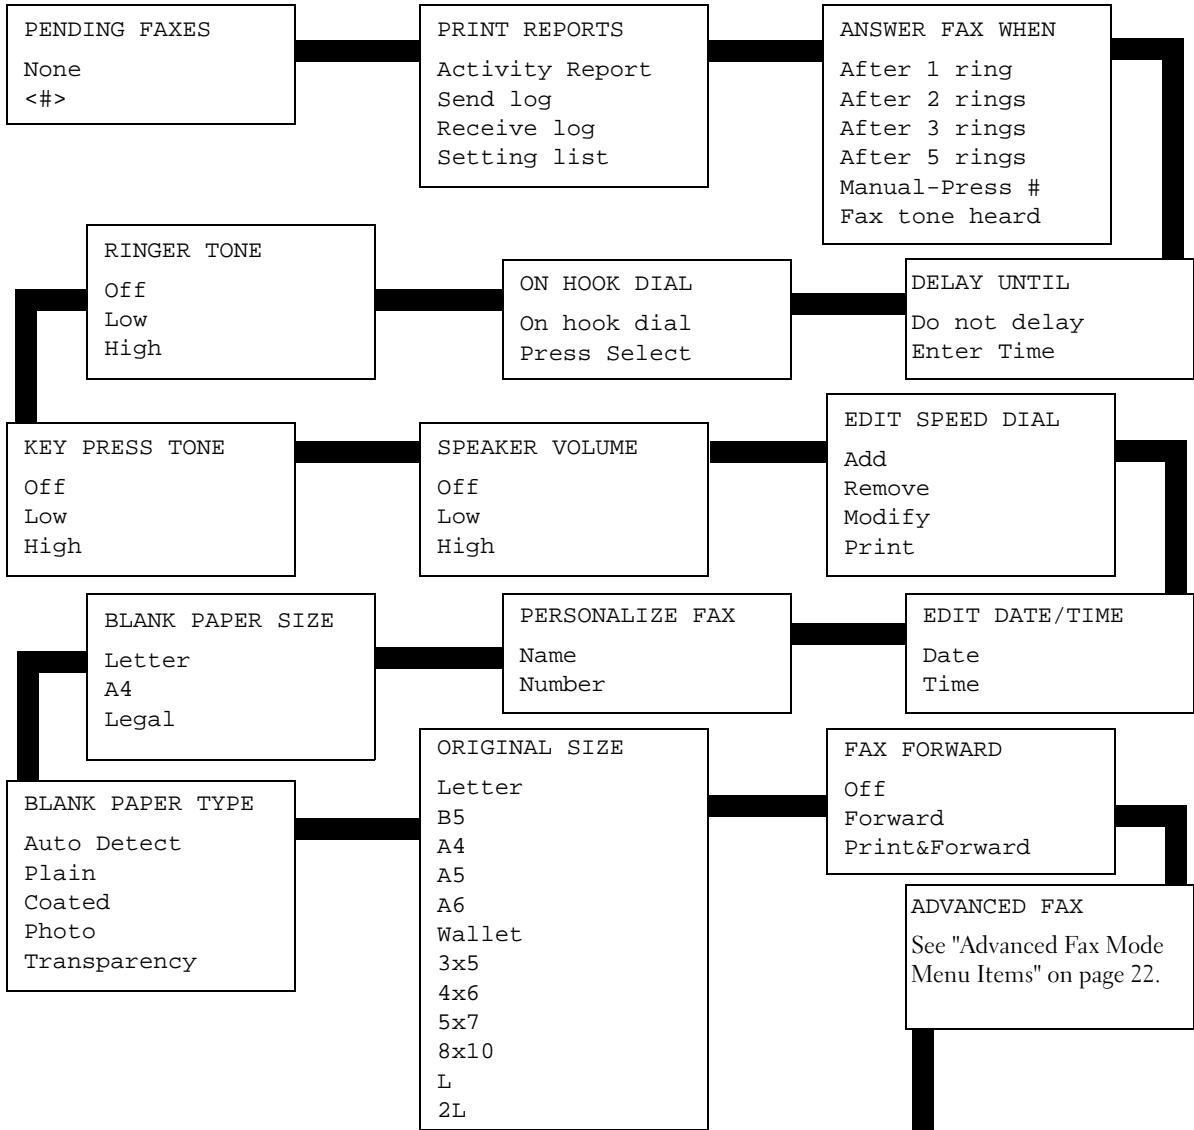 PENDING FAXES
None
<#>
PRINT REPORTS
Activity Report
Send log
Receive log
Setting list
ANSWER FAX WHEN
After 1 ring
After 2 rings
After 3 rings
After 5 rings
Manual-Press #
Fax tone heard
RINGER TONE
Off
Low
High
ON HOOK DIAL
On hook dial
Press Select
DELAY UNTIL
Do not delay
Enter Time
KEY PRESS TONE
Off
Low
High
SPEAKER VOLUME
Off
Low
High
EDIT SPEED DIAL
Add
Remove
Modify
Print
BLANK PAPER SIZE
Letter
A4
Legal
PERSONALIZE FAX
Name
Number
EDIT DATE/TIME
Date
Time
BLANK PAPER TYPE
Auto Detect
Plain
Coated
Photo
Transparency
ORIGINAL SIZE
Letter
B5
A4
A5
A6
Wallet
3x5
4x6
5x7
8x10
L
2L
FAX FORWARD
Off
Forward
Print&Forward
ADVANCED FAX
See "Advanced Fax Mode
Menu Items" on page 22.